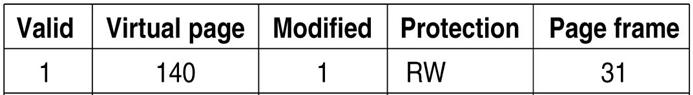 Valid Virtual page Modified Protection Page frame
1 140 1 RW 31